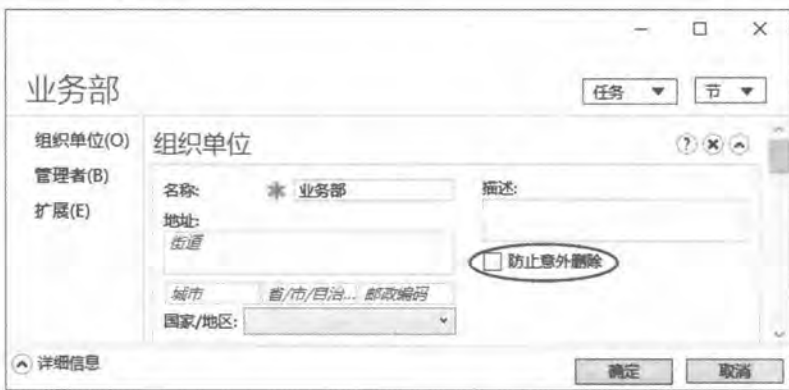 业务部
任务 节
组织单位(O)
管理者(B)
扩展(E)
组织单位
名称: 业务部
描述:
地址:
街道
防止意外删除
城市 省/市/自治... 邮政编码
国家/地区:
详细信息
确定 取消